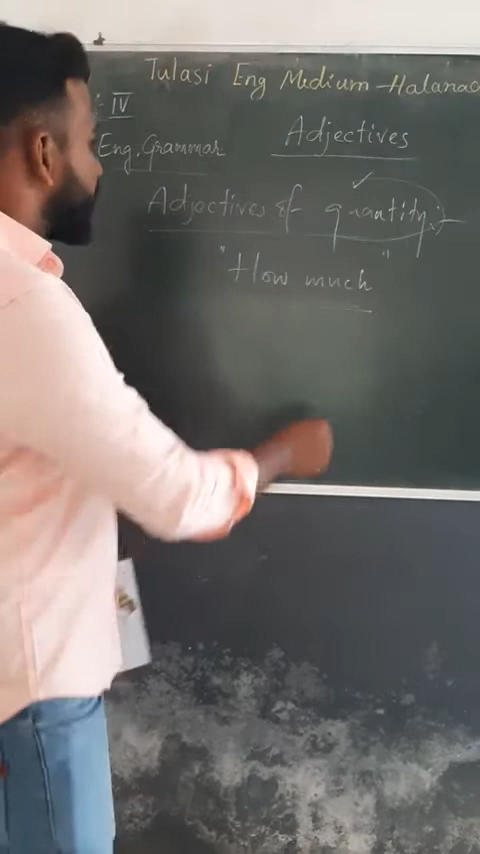 Tulasi Eng Medium Halanad
: IV
Eng. Grammar
Adjectives
Adjectives of quantity :-
"How much"